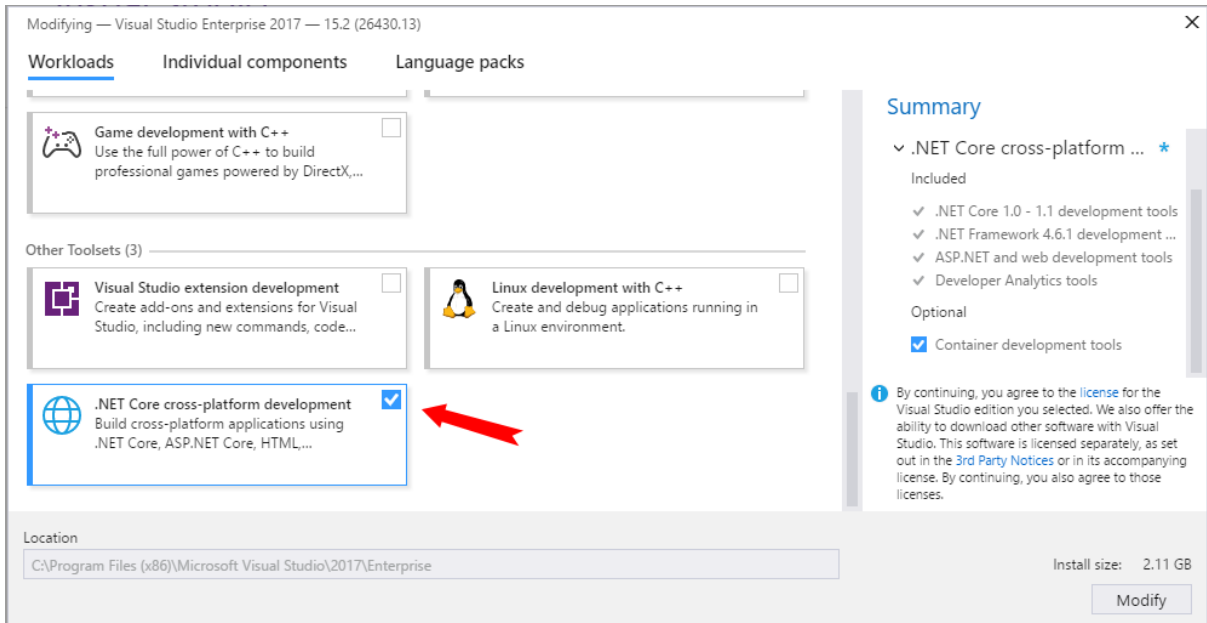 Modifying — Visual Studio Enterprise 2017 — 15.2 (26430.13)
Workloads
Individual components
Language packs
Game development with C++
Use the full power of C++ to build
professional games powered by DirectX,...
Other Toolsets (3)
Visual Studio extension development
Create add-ons and extensions for Visual
Studio, including new commands, code...
Linux development with C++
Create and debug applications running in
a Linux environment.
.NET Core cross-platform development
Build cross-platform applications using
.NET Core, ASP.NET Core, HTML,...
Summary
.NET Core cross-platform ... *
Included
.NET Core 1.0 - 1.1 development tools
.NET Framework 4.6.1 development ...
ASP.NET and web development tools
Developer Analytics tools
Optional
Container development tools
By continuing, you agree to the license for the
Visual Studio edition you selected. We also offer the
ability to download other software with Visual
Studio. This software is licensed separately, as set
out in the 3rd Party Notices or in its accompanying
license. By continuing, you also agree to those
licenses.
Location
C:\Program Files (x86)\Microsoft Visual Studio\2017\Enterprise
Install size: 2.11 GB
Modify